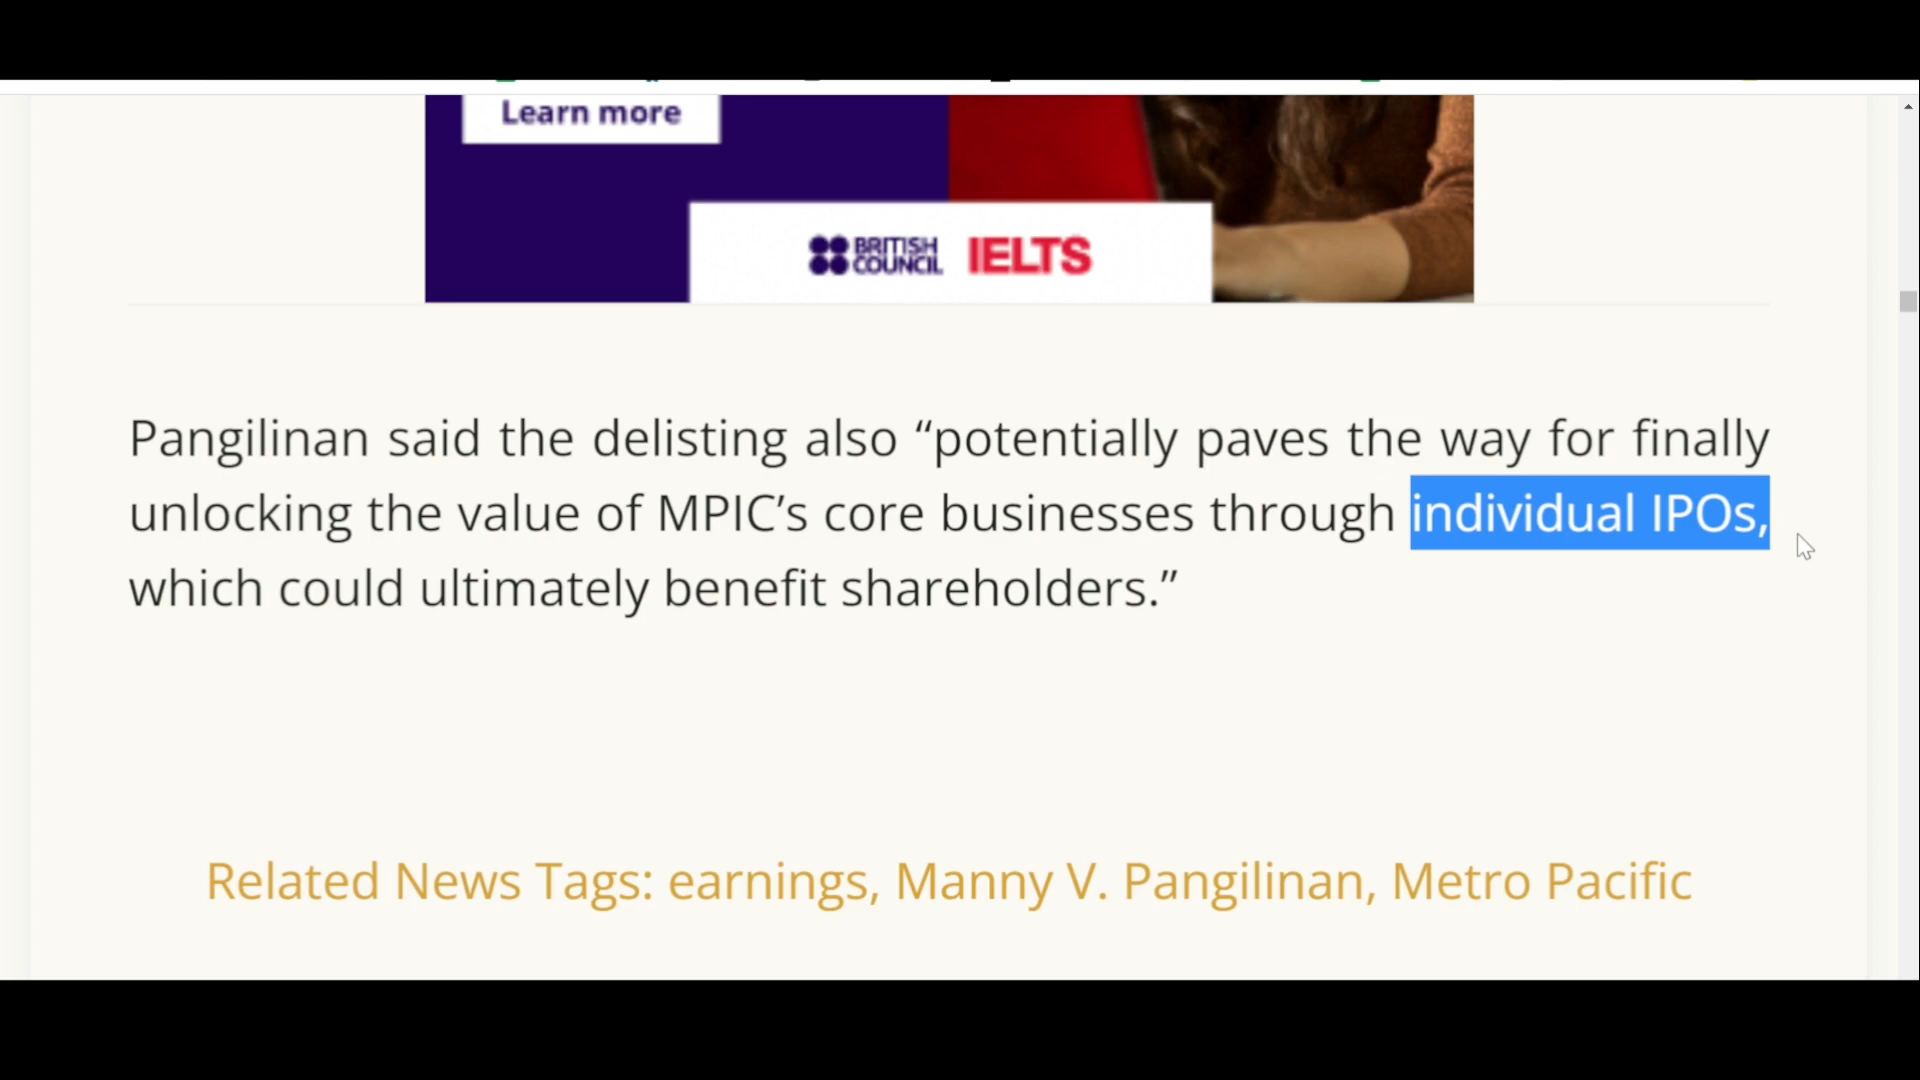 Learn more
BRITISH
COUNCIL
IELTS
Pangilinan said the delisting also “potentially paves the way for finally
unlocking the value of MPIC’s core businesses through individual IPOs,
which could ultimately benefit shareholders.”
Related News Tags: earnings, Manny V. Pangilinan, Metro Pacific